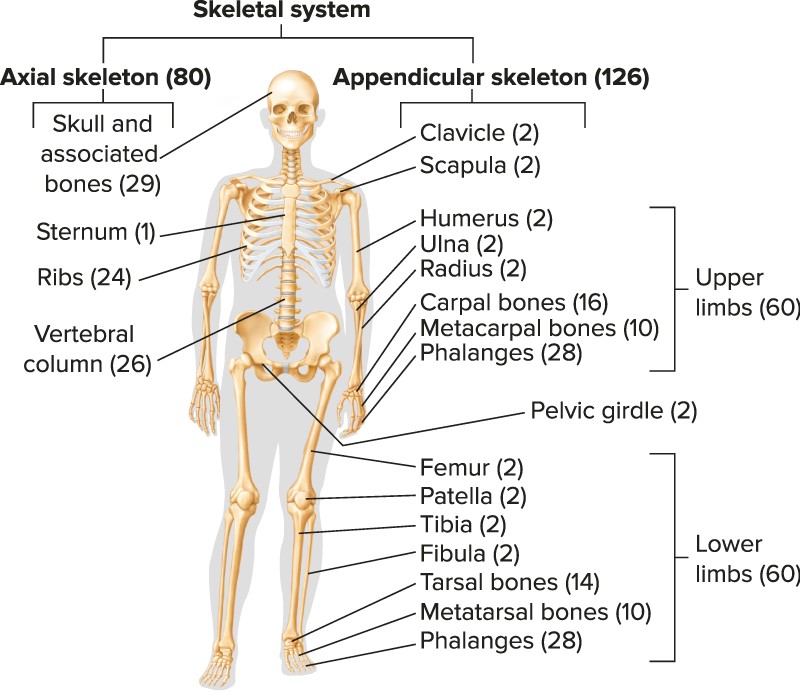 Skeletal system
Axial skeleton (80)
Appendicular skeleton (126)
Skull and
associated
bones (29)
Sternum (1)
Ribs (24)
Vertebral
column (26)
Clavicle (2)
Scapula (2)
Humerus (2)
Ulna (2)
Radius (2)
Carpal bones (16)
Metacarpal bones (10)
Phalanges (28)
Upper
limbs (60)
Pelvic girdle (2)
Femur (2)
Patella (2)
Tibia (2)
Fibula (2)
Tarsal bones (14)
Metatarsal bones (10)
Phalanges (28)
Lower
limbs (60)